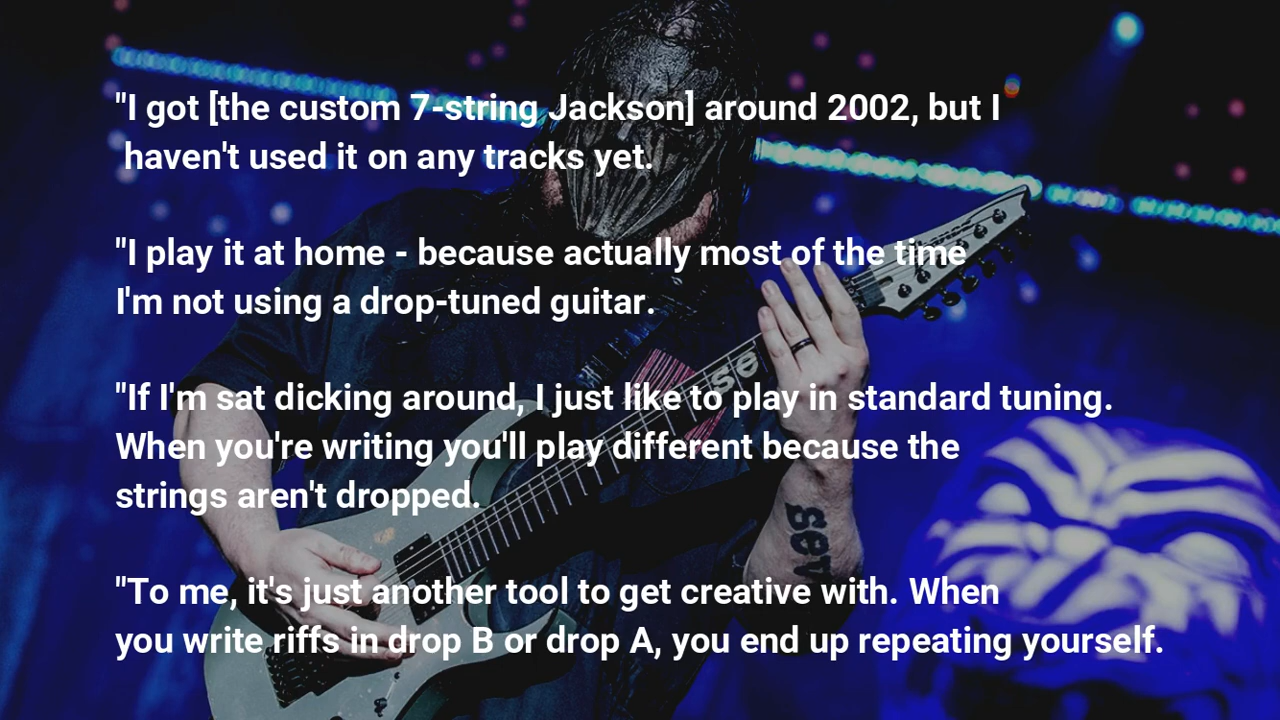 "I got [the custom 7-string Jackson] around 2002, but I
haven't used it on any tracks yet.
"I play it at home - because actually most of the time
I'm not using a drop-tuned guitar.
"If I'm sat dicking around, I just like to play in standard tuning.
When you're writing you'll play different because the
strings aren't dropped.
"To me, it's just another tool to get creative with. When
you write riffs in drop B or drop A, you end up repeating yourself.
se